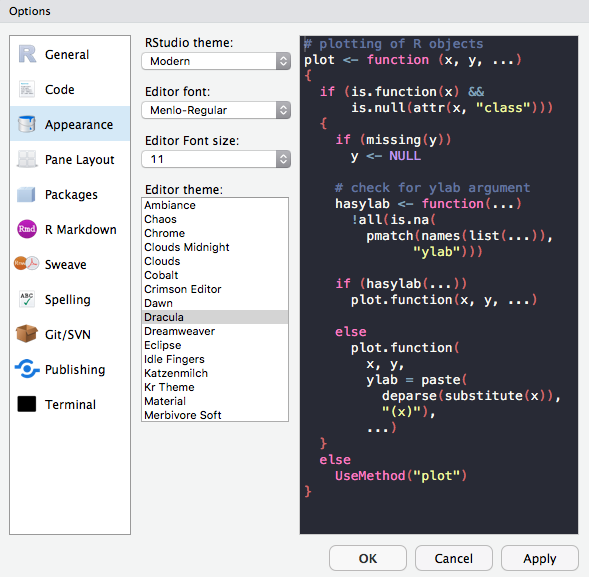 Options
R General
Code
Appearance
Pane Layout
Packages
Rmd R Markdown
Sweave
ABC Spelling
Git/SVN
Publishing
Terminal
RStudio theme:
Modern
Editor font:
Menlo-Regular
Editor Font size:
11
Editor theme:
Ambiance
Chaos
Chrome
Clouds Midnight
Clouds
Cobalt
Crimson Editor
Dawn
Dracula
Dreamweaver
Eclipse
Idle Fingers
Katzenmilch
Kr Theme
Material
Merbivore Soft
# plotting of R objects
plot <- function (x, y, ...)
{
  if (is.function(x) &&
      is.null(attr(x, "class")))
  {
    if (missing(y))
      y <- NULL

    # check for ylab argument
    hasylab <- function(...)
      !all(is.na(
        pmatch(names(list(...)),
              "ylab")))

    if (hasylab(...))
      plot.function(x, y, ...)

    else
      plot.function(
        x, y,
        ylab = paste(
          deparse(substitute(x)),
          "(x)"),
        ...)
  }
  else
    UseMethod("plot")
}
OK
Cancel
Apply